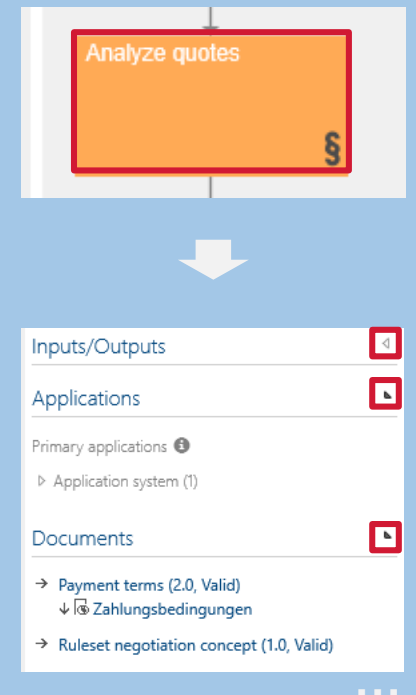 Analyze quotes
§
Inputs/Outputs
Applications
Primary applications
Application system (1)
Documents
Payment terms (2.0, Valid)
Zahlungsbedingungen
Ruleset negotiation concept (1.0, Valid)